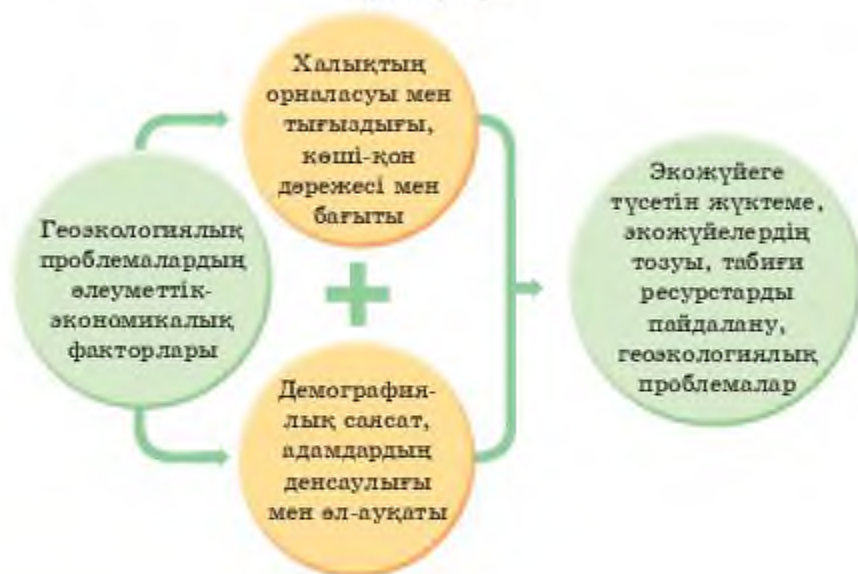 Халықтың
орналасуы мен
тығыздығы,
көші-қон
дәрежесі мен
бағыты
Геоэкологиялық
проблемалардың
әлеуметтік-
экономикалық
факторлары
Демография-
лық саясат,
адамдардың
денсаулығы
мен әл-ауқаты
Экожүйеге
түсетін жүктеме,
экожүйелердің
тозуы, табиғи
ресурстарды
пайдалану,
геоэкологиялық
проблемалар